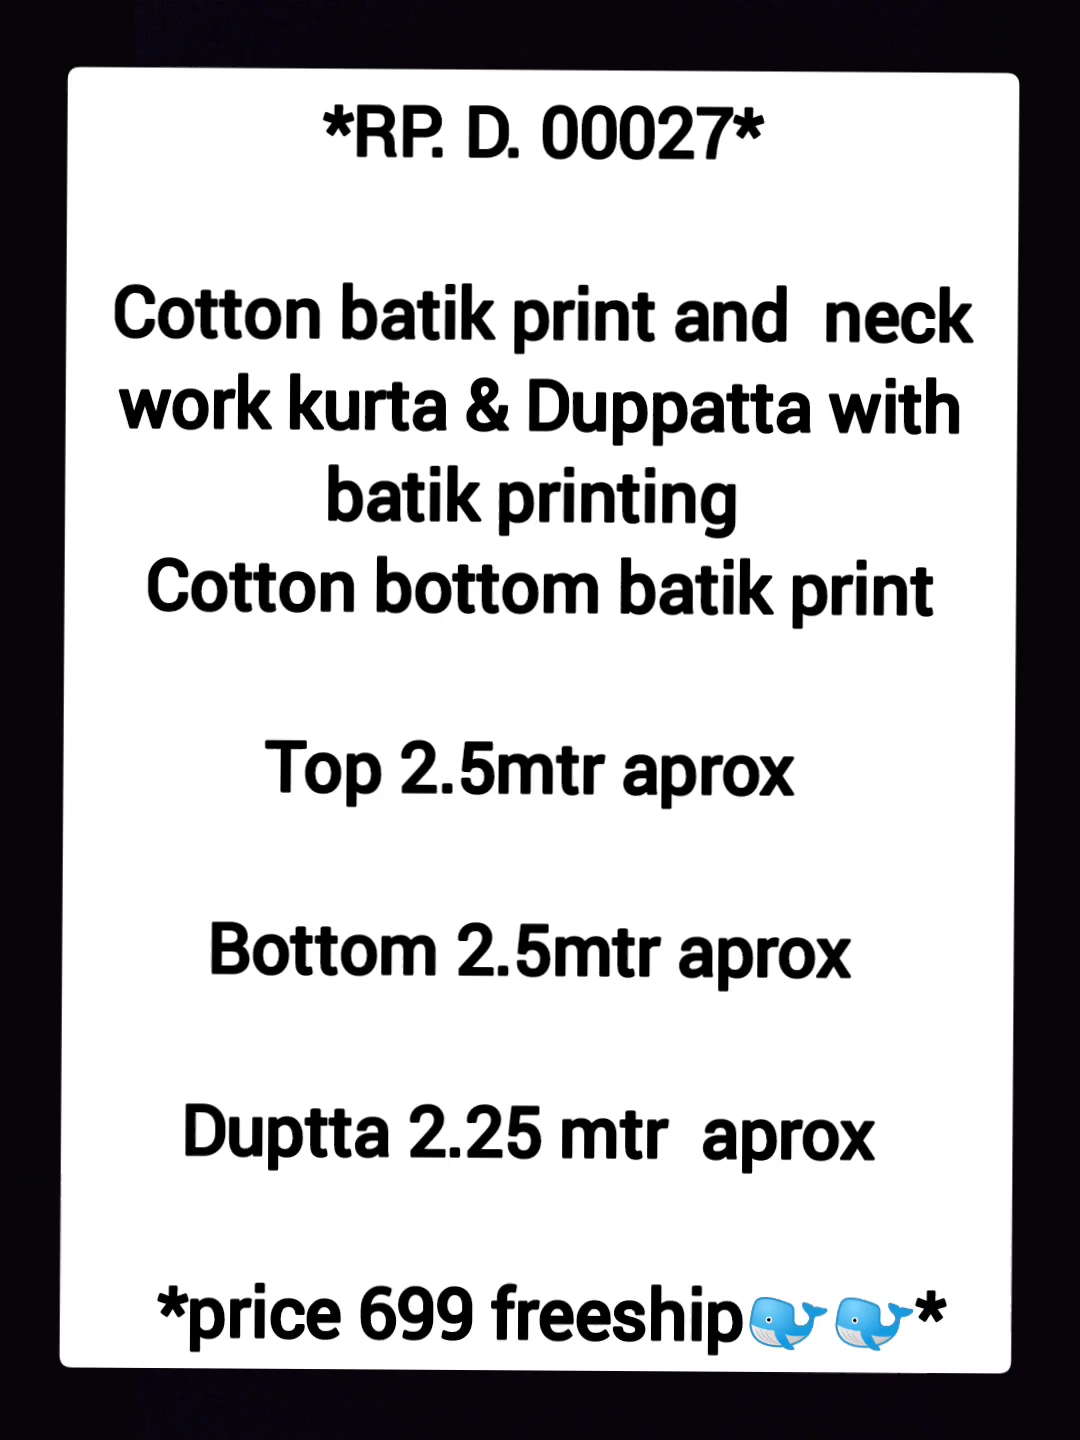 *RP. D. 00027*
Cotton batik print and  neck
work kurta & Duppatta with
batik printing
Cotton bottom batik print
Top 2.5mtr aprox
Bottom 2.5mtr aprox
Duptta 2.25 mtr  aprox
*price 699 freeship🐳🐳*